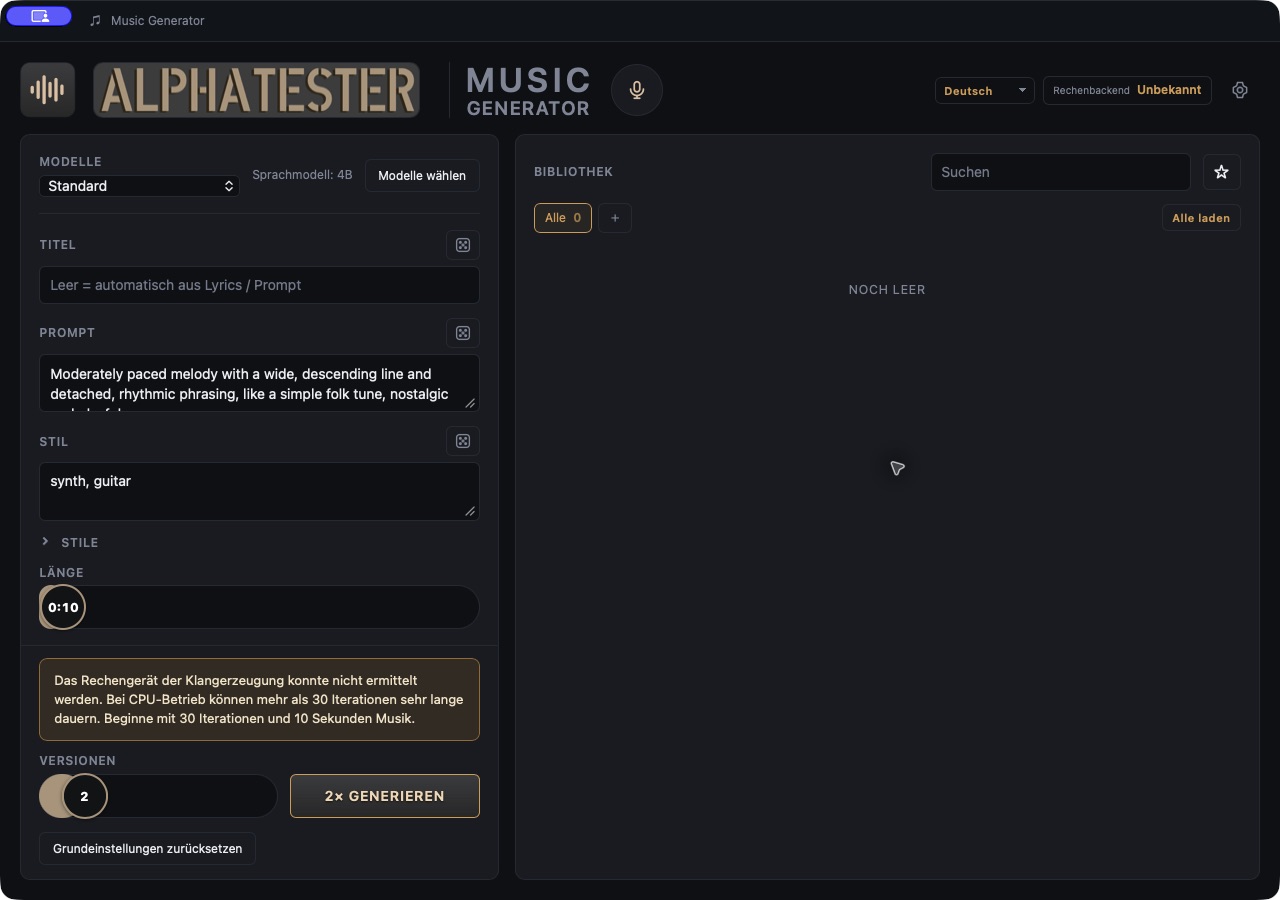 Music Generator
ALPHATESTER
MUSIC
GENERATOR
Deutsch
Rechenbackend Unbekannt
MODELLE
Standard
Sprachmodell: 4B
Modelle wählen
TITEL
Leer = automatisch aus Lyrics / Prompt
PROMPT
Moderately paced melody with a wide, descending line and
detached, rhythmic phrasing, like a simple folk tune, nostalgic
STIL
synth, guitar
STILE
LÄNGE
0:10
Das Rechengerät der Klangerzeugung konnte nicht ermittelt
werden. Bei CPU-Betrieb können mehr als 30 Iterationen sehr lange
dauern. Beginne mit 30 Iterationen und 10 Sekunden Musik.
VERSIONEN
2
2× GENERIEREN
Grundeinstellungen zurücksetzen
BIBLIOTHEK
Suchen
Alle 0
+
Alle laden
NOCH LEER